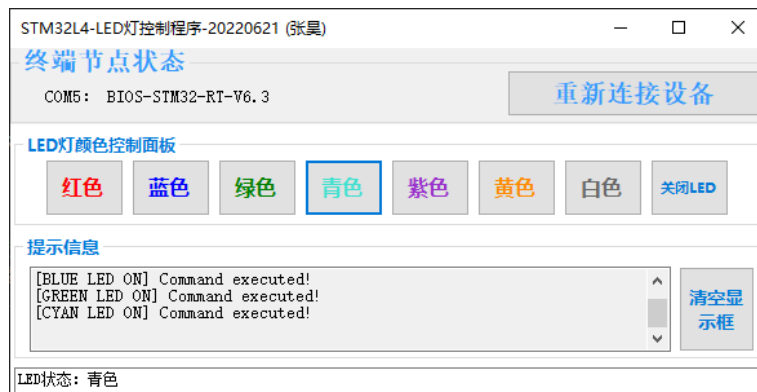 STM32L4-LED灯控制程序-20220621 (张昊)
终端节点状态
COM5: BIOS-STM32-RT-V6.3
重新连接设备
LED灯颜色控制面板
红色 蓝色 绿色 青色 紫色 黄色 白色 关闭LED
提示信息
[BLUE LED ON] Command executed!
[GREEN LED ON] Command executed!
[CYAN LED ON] Command executed!
清空显
示框
LED状态: 青色